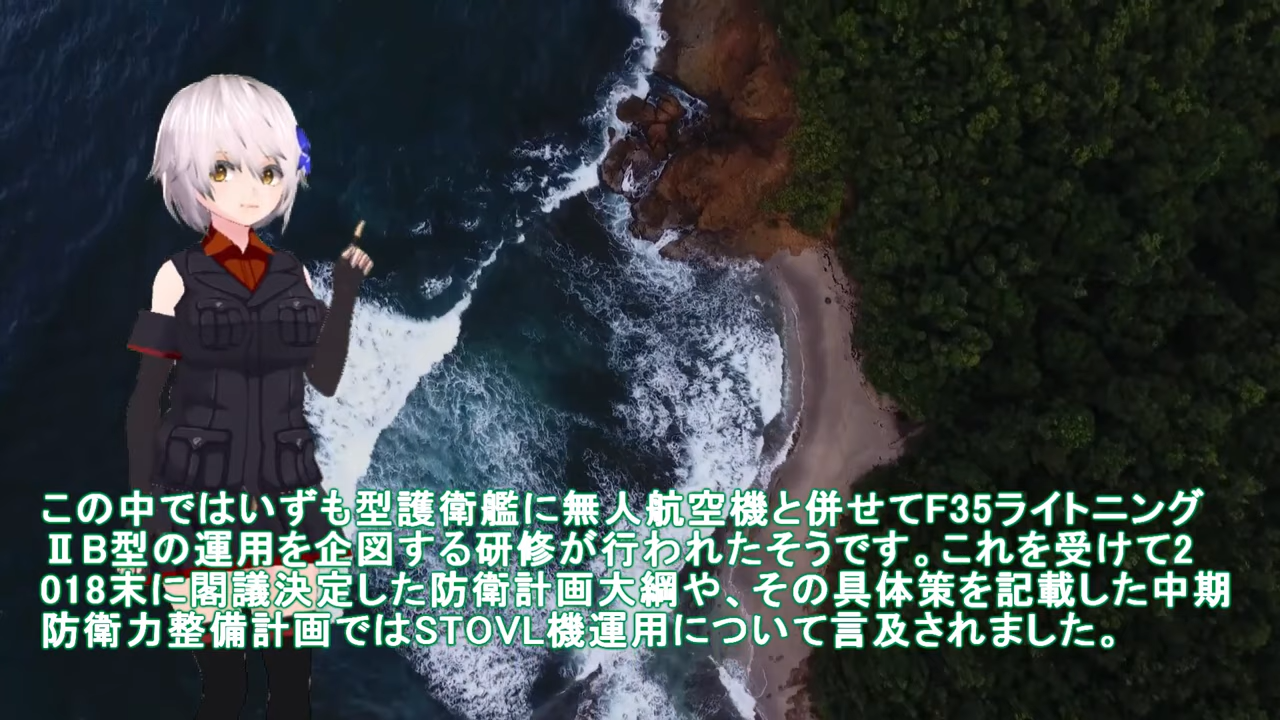 この中ではいずも型護衛艦に無人航空機と併せてF35ライトニング
ⅡB型の運用を企図する研修が行われたそうです。これを受けて2
018末に閣議決定した防衛計画大綱や、その具体策を記載した中期
防衛力整備計画ではSTOVL機運用について言及されました。